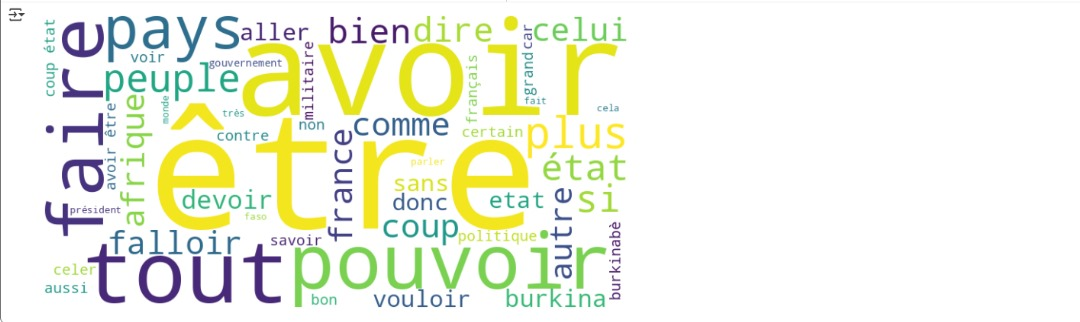 pays
aller
bien
dire
celui
coup état
faire
voir
gouvernement
avoir
militaire
français
grand
car
peuple
monde
très
fait
cela
avoir être
afrique
contre
non
comme
certain
plus
être
france
parler
état
sans
devoir
donc
etat
si
président
faso
coup
autre
falloir
savoir
politique
burkinabè
tout
pouvoir
celer
aussi
bon
vouloir
burkina